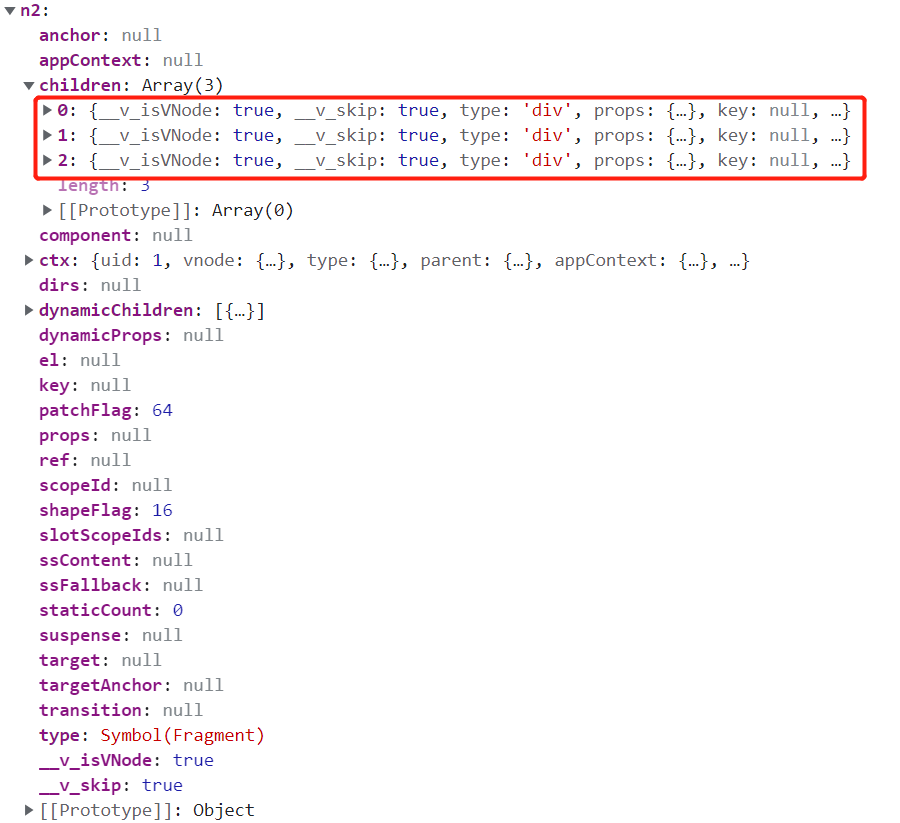 n2:
anchor: null
appContext: null
children: Array(3)
0: {__v_isVNode: true, __v_skip: true, type: 'div', props: {…}, key: null, …}
1: {__v_isVNode: true, __v_skip: true, type: 'div', props: {…}, key: null, …}
2: {__v_isVNode: true, __v_skip: true, type: 'div', props: {…}, key: null, …}
length: 3
[[Prototype]]: Array(0)
component: null
ctx: {uid: 1, vnode: {…}, type: {…}, parent: {…}, appContext: {…}, …}
dirs: null
dynamicChildren: [{…}]
dynamicProps: null
el: null
key: null
patchFlag: 64
props: null
ref: null
scopeId: null
shapeFlag: 16
slotScopeIds: null
ssContent: null
ssFallback: null
staticCount: 0
suspense: null
target: null
targetAnchor: null
transition: null
type: Symbol(Fragment)
__v_isVNode: true
__v_skip: true
[[Prototype]]: Object